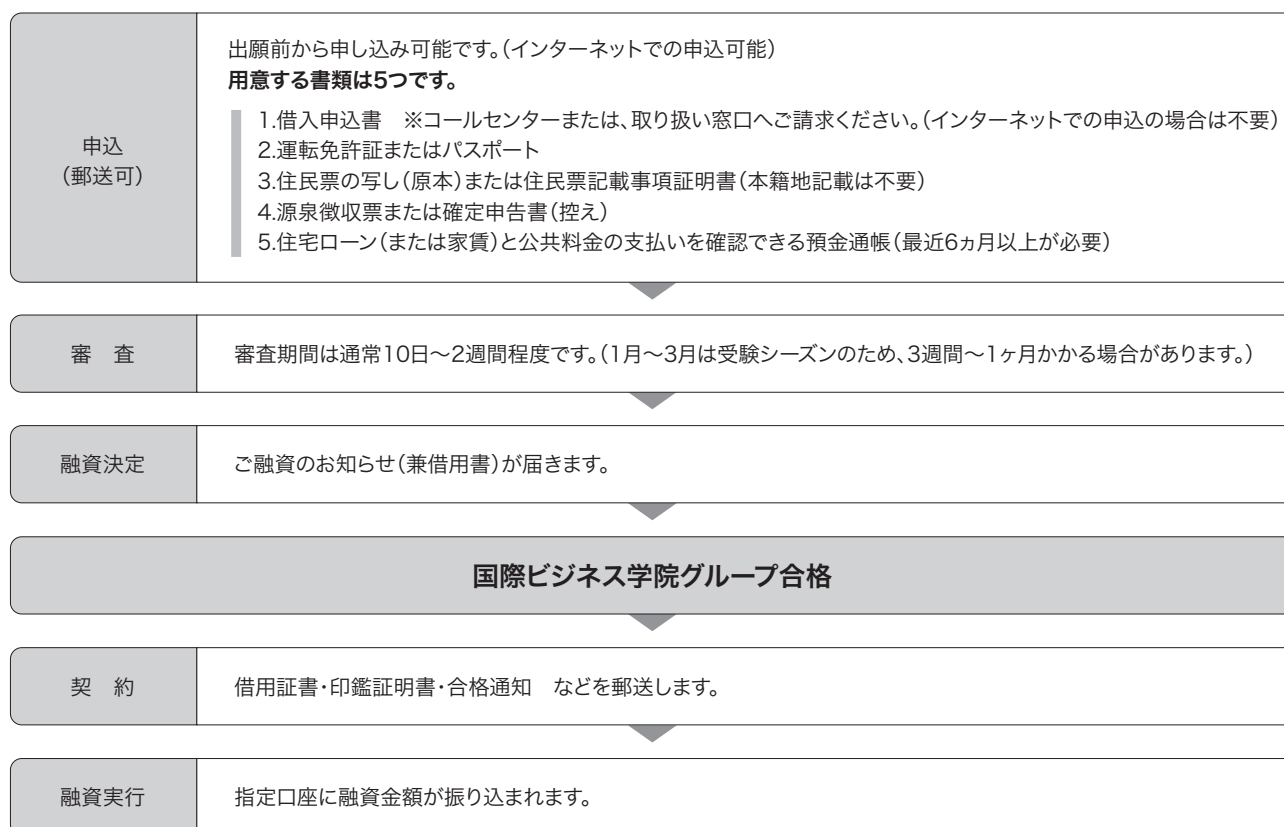 申込
（郵送可）
出願前から申し込み可能です。（インターネットでの申込可能）
用意する書類は5つです。
1.借入申込書　※コールセンターまたは、取り扱い窓口へご請求ください。（インターネットでの申込の場合は不要）
2.運転免許証またはパスポート
3.住民票の写し（原本）または住民票記載事項証明書（本籍地記載は不要）
4.源泉徴収票または確定申告書（控え）
5.住宅ローン（または家賃）と公共料金の支払いを確認できる預金通帳（最近6ヵ月以上が必要）
審　査
審査期間は通常10日～2週間程度です。（1月～3月は受験シーズンのため、3週間～1ヶ月かかる場合があります。）
融資決定
ご融資のお知らせ（兼借用書）が届きます。
国際ビジネス学院グループ合格
契　約
借用証書・印鑑証明書・合格通知　などを郵送します。
融資実行
指定口座に融資金額が振り込まれます。